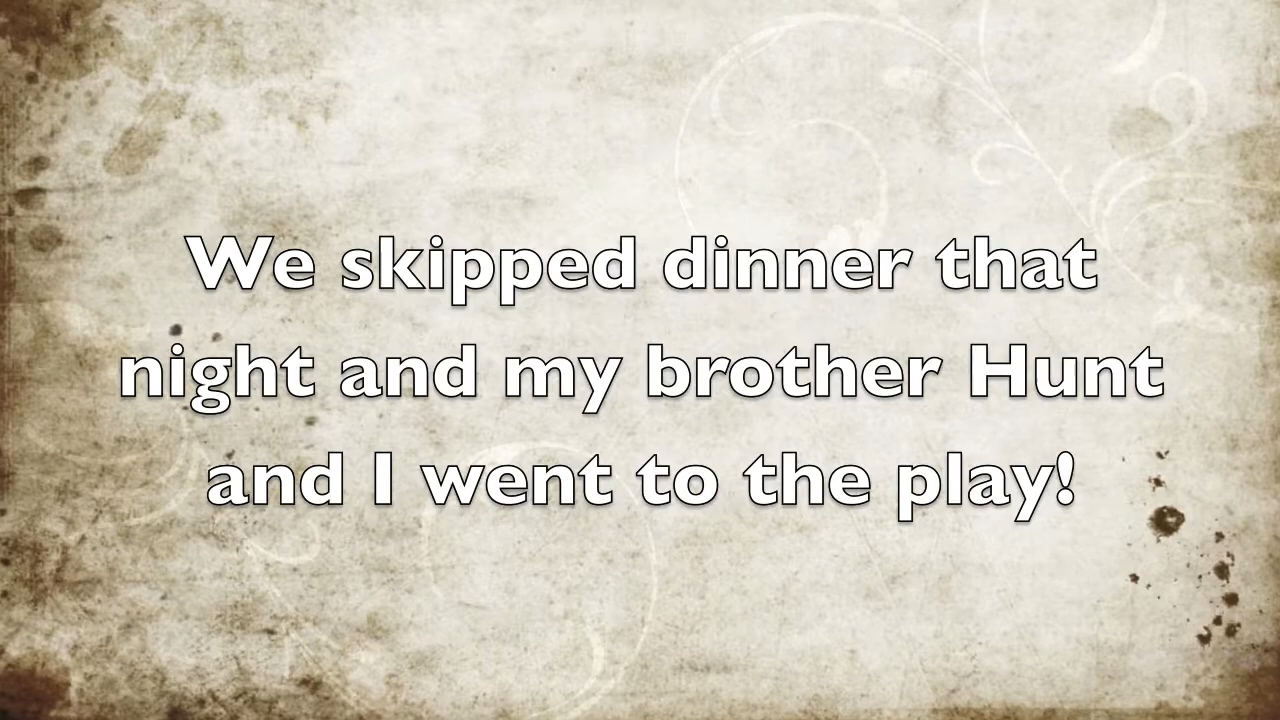 We skipped dinner that
night and my brother Hunt
and I went to the play!